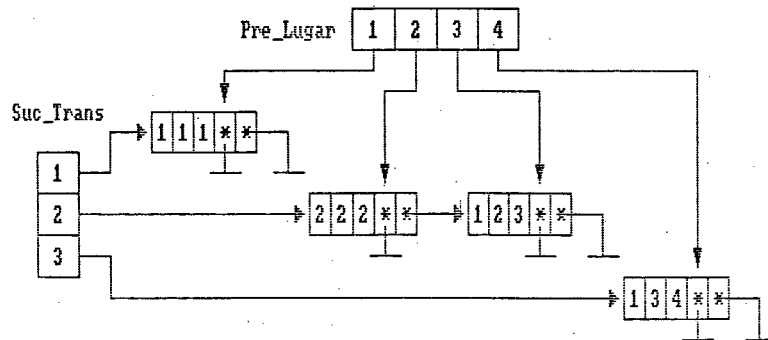 Pre_Lugar 1 2 3 4
Suc_Trans
1 1 1 * *
1
2
2 2 2 * *
1 2 3 * *
3
1 3 4 * *